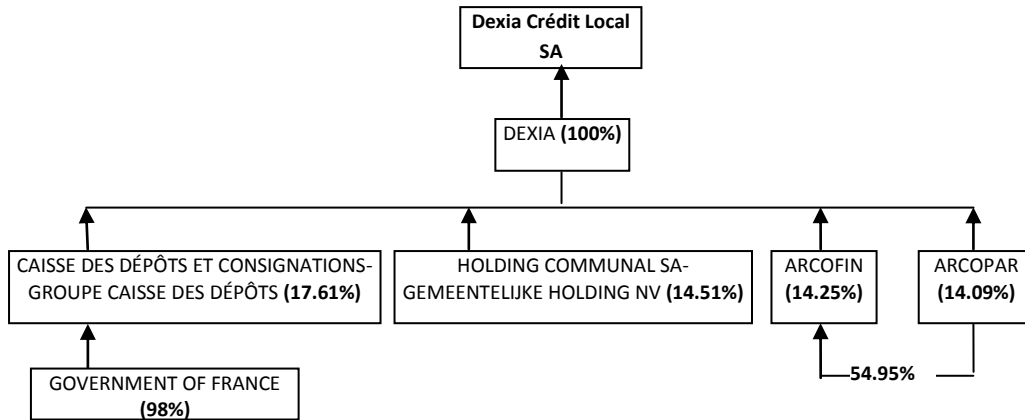 Dexia Crédit Local
SA
DEXIA (100%)
CAISSE DES DÉPÔTS ET CONSIGNATIONS-
GROUPE CAISSE DES DÉPÔTS (17.61%)
HOLDING COMMUNAL SA-
GEMEENTELIJKE HOLDING NV (14.51%)
ARCOFIN
(14.25%)
ARCOPAR
(14.09%)
54.95%
GOVERNMENT OF FRANCE
(98%)